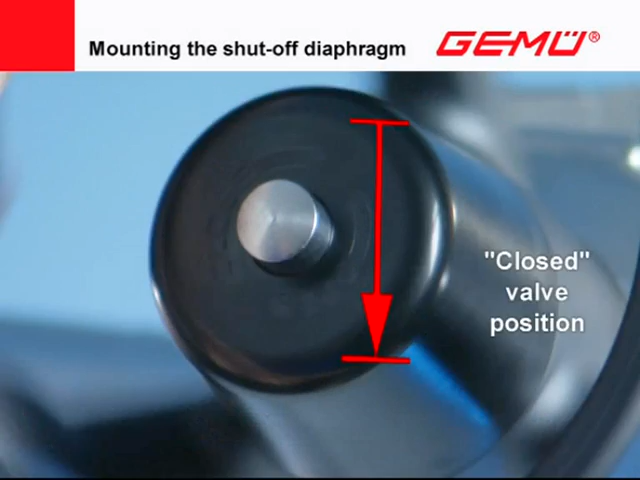 Mounting the shut-off diaphragm
GEMÜ®
"Closed"
valve
position